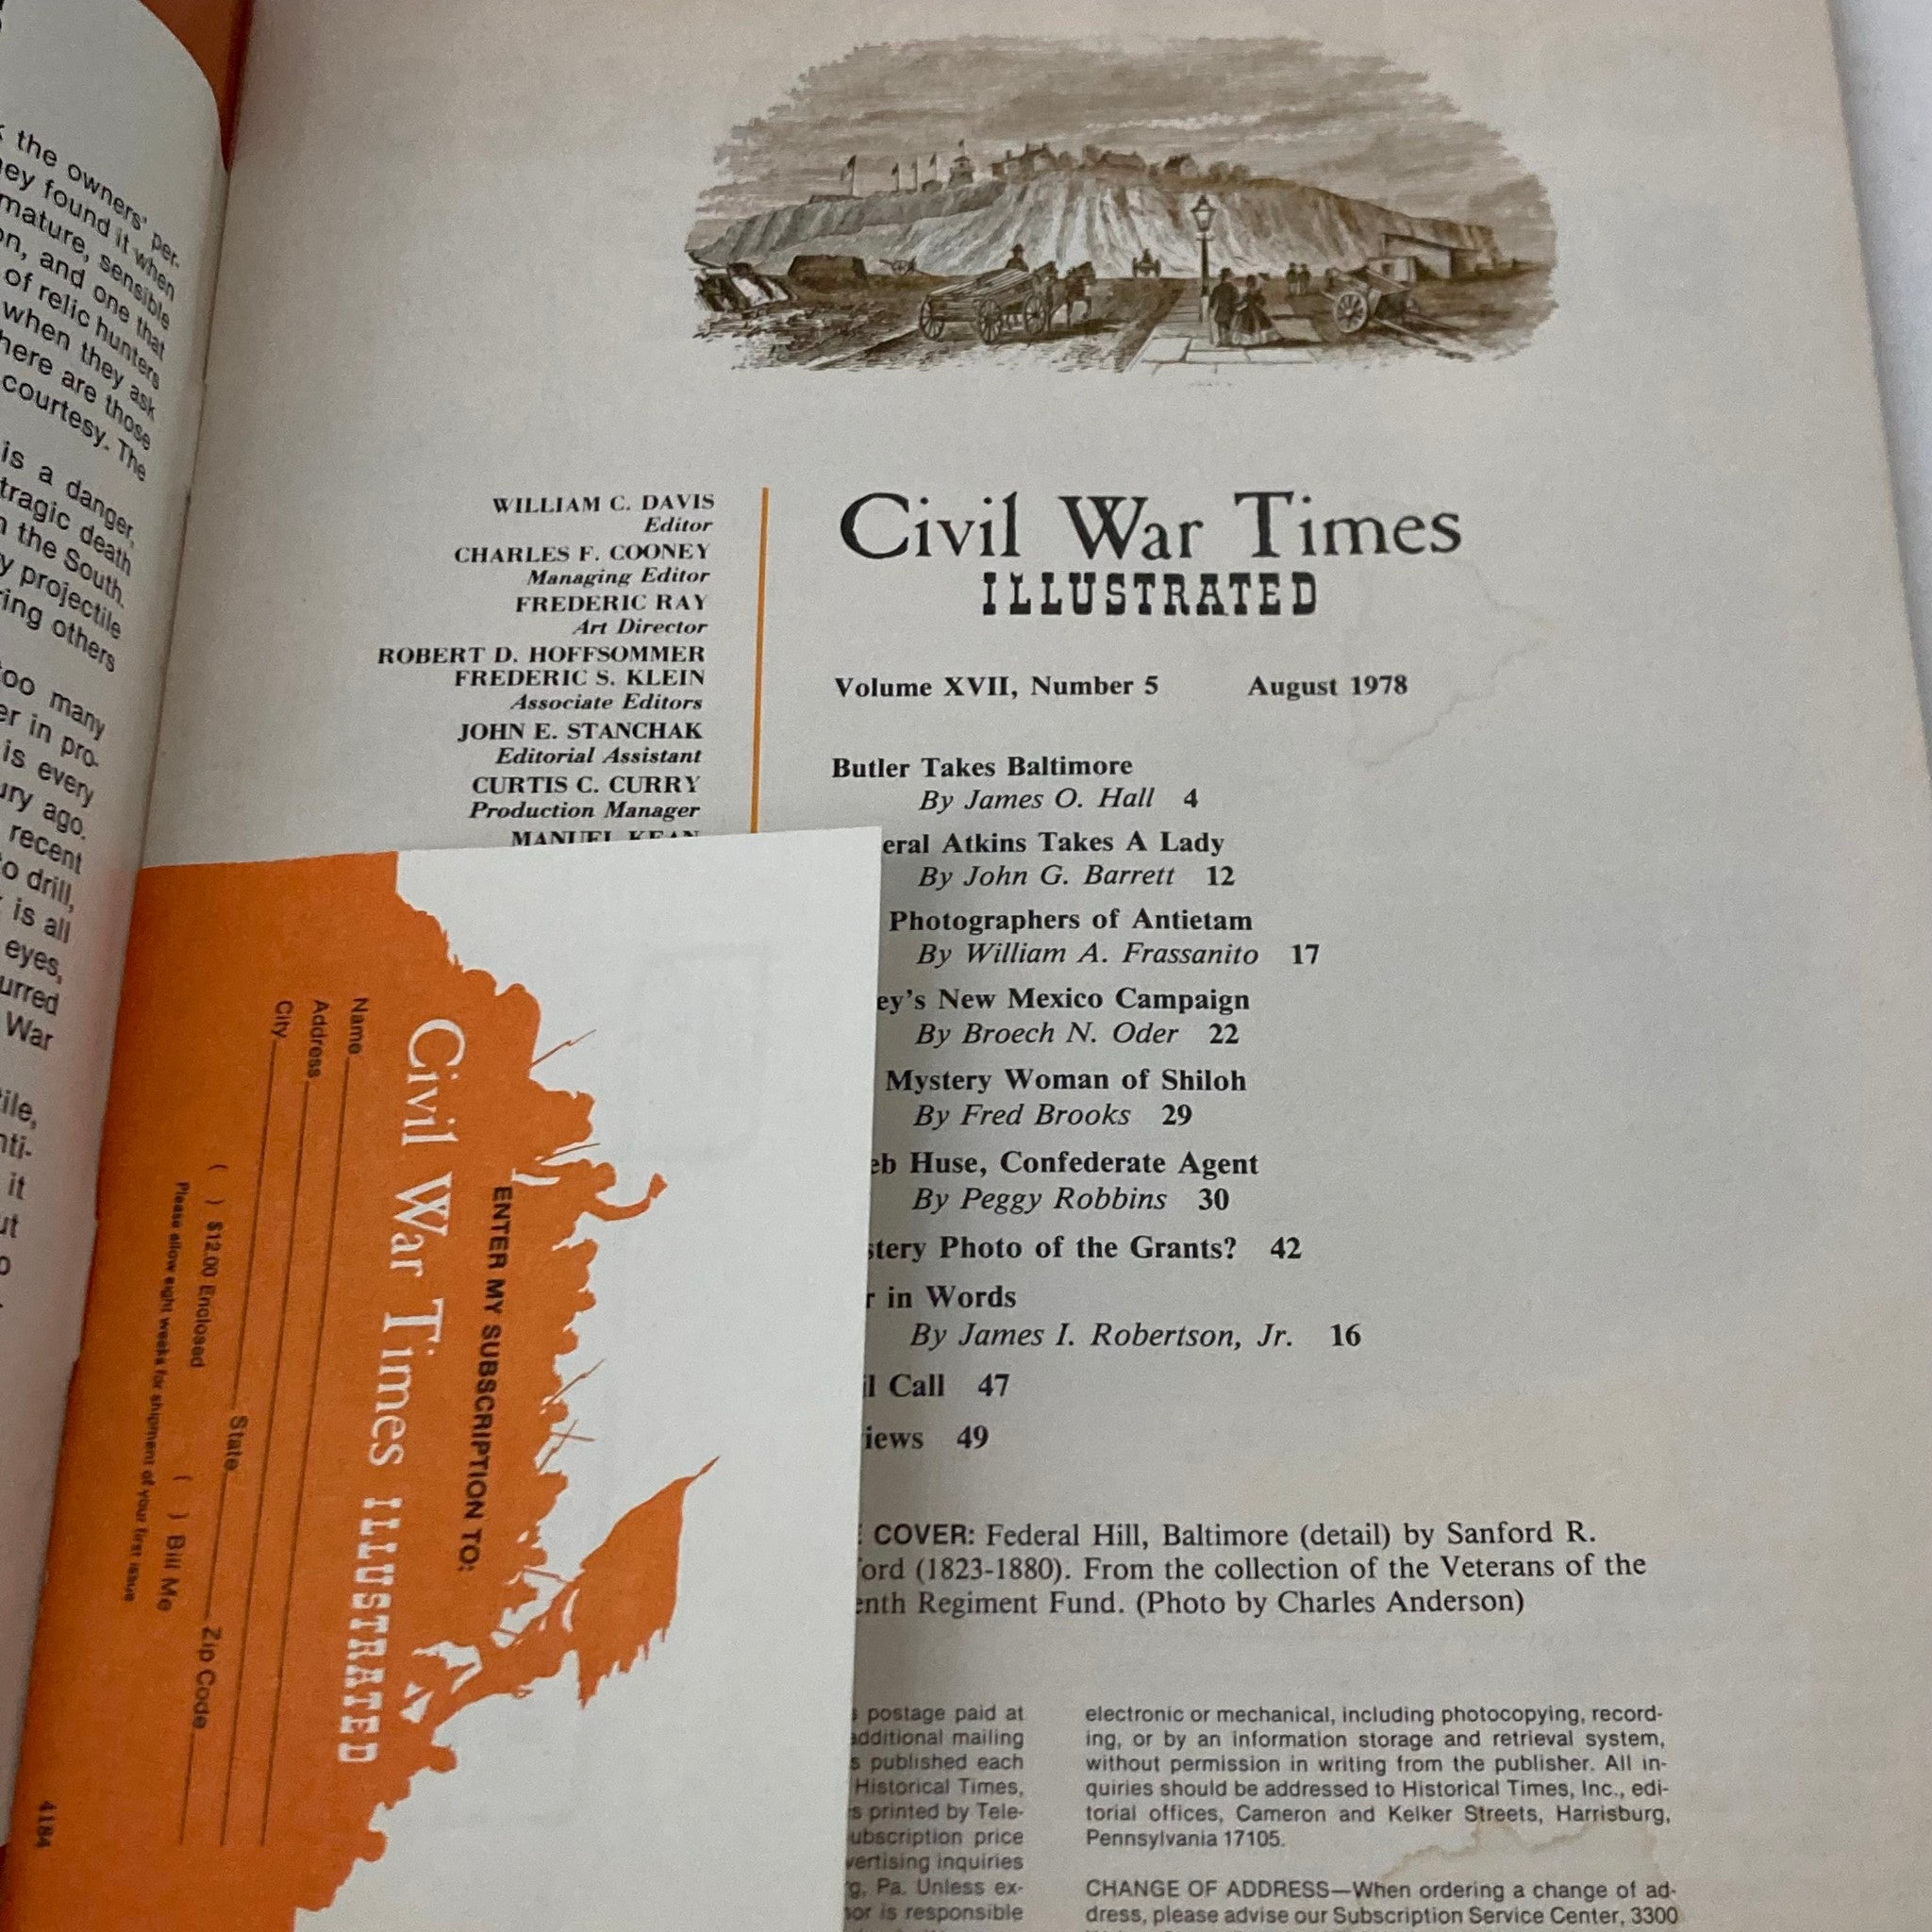 the owners' per-
ey found it when
mature, sensible
on, and one that
of relic hunters
when they ask
here are those
courtesy. The
is a danger,
tragic death
n the South.
y projectile
ring others
too many
er in pro-
is every
ury ago.
recent
to drill,
is all
eyes,
urred
War
tile,
nti-
it
ut
WILLIAM C. DAVIS
Editor
CHARLES F. COONEY
Managing Editor
FREDERIC RAY
Art Director
ROBERT D. HOFFSOMMER
FREDERIC S. KLEIN
Associate Editors
JOHN E. STANCHAK
Editorial Assistant
CURTIS C. CURRY
Production Manager
MANUEL KEAN
Civil War Times
ILLUSTRATED
Volume XVII, Number 5 August 1978
Butler Takes Baltimore
By James O. Hall 4
eral Atkins Takes A Lady
By John G. Barrett 12
Photographers of Antietam
By William A. Frassanito 17
ey's New Mexico Campaign
By Broech N. Oder 22
Mystery Woman of Shiloh
By Fred Brooks 29
eb Huse, Confederate Agent
By Peggy Robbins 30
stery Photo of the Grants? 42
r in Words
By James I. Robertson, Jr. 16
il Call 47
iews 49
COVER: Federal Hill, Baltimore (detail) by Sanford R.
ford (1823-1880). From the collection of the Veterans of the
enth Regiment Fund. (Photo by Charles Anderson)
postage paid at
additional mailing
s published each
Historical Times,
s printed by Tele-
ubscription price
vertising inquiries
g, Pa. Unless ex-
hor is responsible
electronic or mechanical, including photocopying, record-
ing, or by an information storage and retrieval system,
without permission in writing from the publisher. All in-
quiries should be addressed to Historical Times, Inc., edi-
torial offices, Cameron and Kelker Streets, Harrisburg,
Pennsylvania 17105.
CHANGE OF ADDRESS—When ordering a change of ad-
dress, please advise our Subscription Service Center, 3300
ENTER MY SUBSCRIPTION TO:
Civil War Times ILLUSTRATED
Name
Address
City State Zip Code
( ) $12.00 Enclosed ( ) Bill Me
Please allow eight weeks for shipment of your first issue
4184